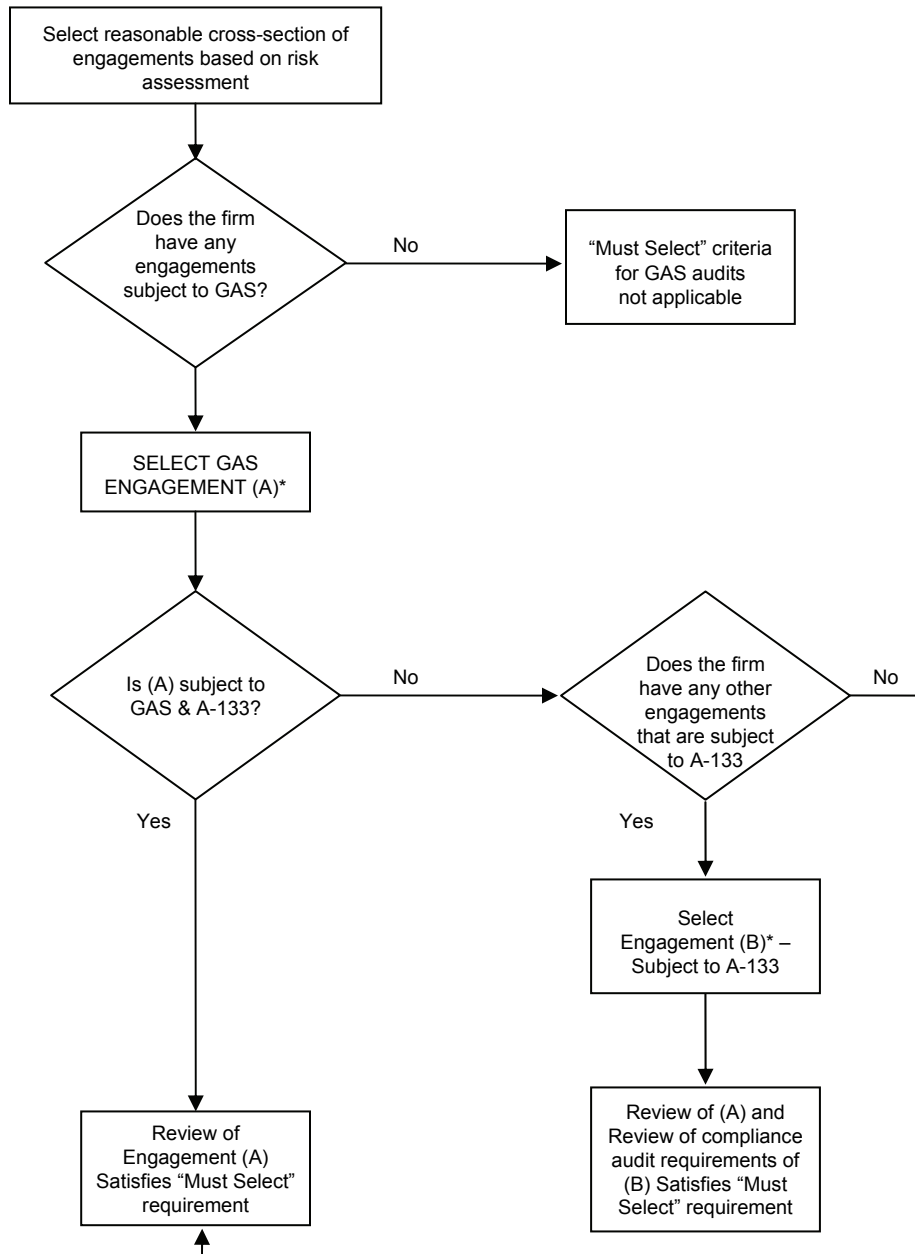 Select reasonable cross-section of
engagements based on risk
assessment
Does the firm
have any
engagements
subject to GAS?
No
“Must Select” criteria
for GAS audits
not applicable
SELECT GAS
ENGAGEMENT (A)*
Is (A) subject to
GAS & A-133?
No
Does the firm
have any other
engagements
that are subject
to A-133
No
Yes
Yes
Select
Engagement (B)* –
Subject to A-133
Review of
Engagement (A)
Satisfies “Must Select”
requirement
Review of (A) and
Review of compliance
audit requirements of
(B) Satisfies “Must
Select” requirement